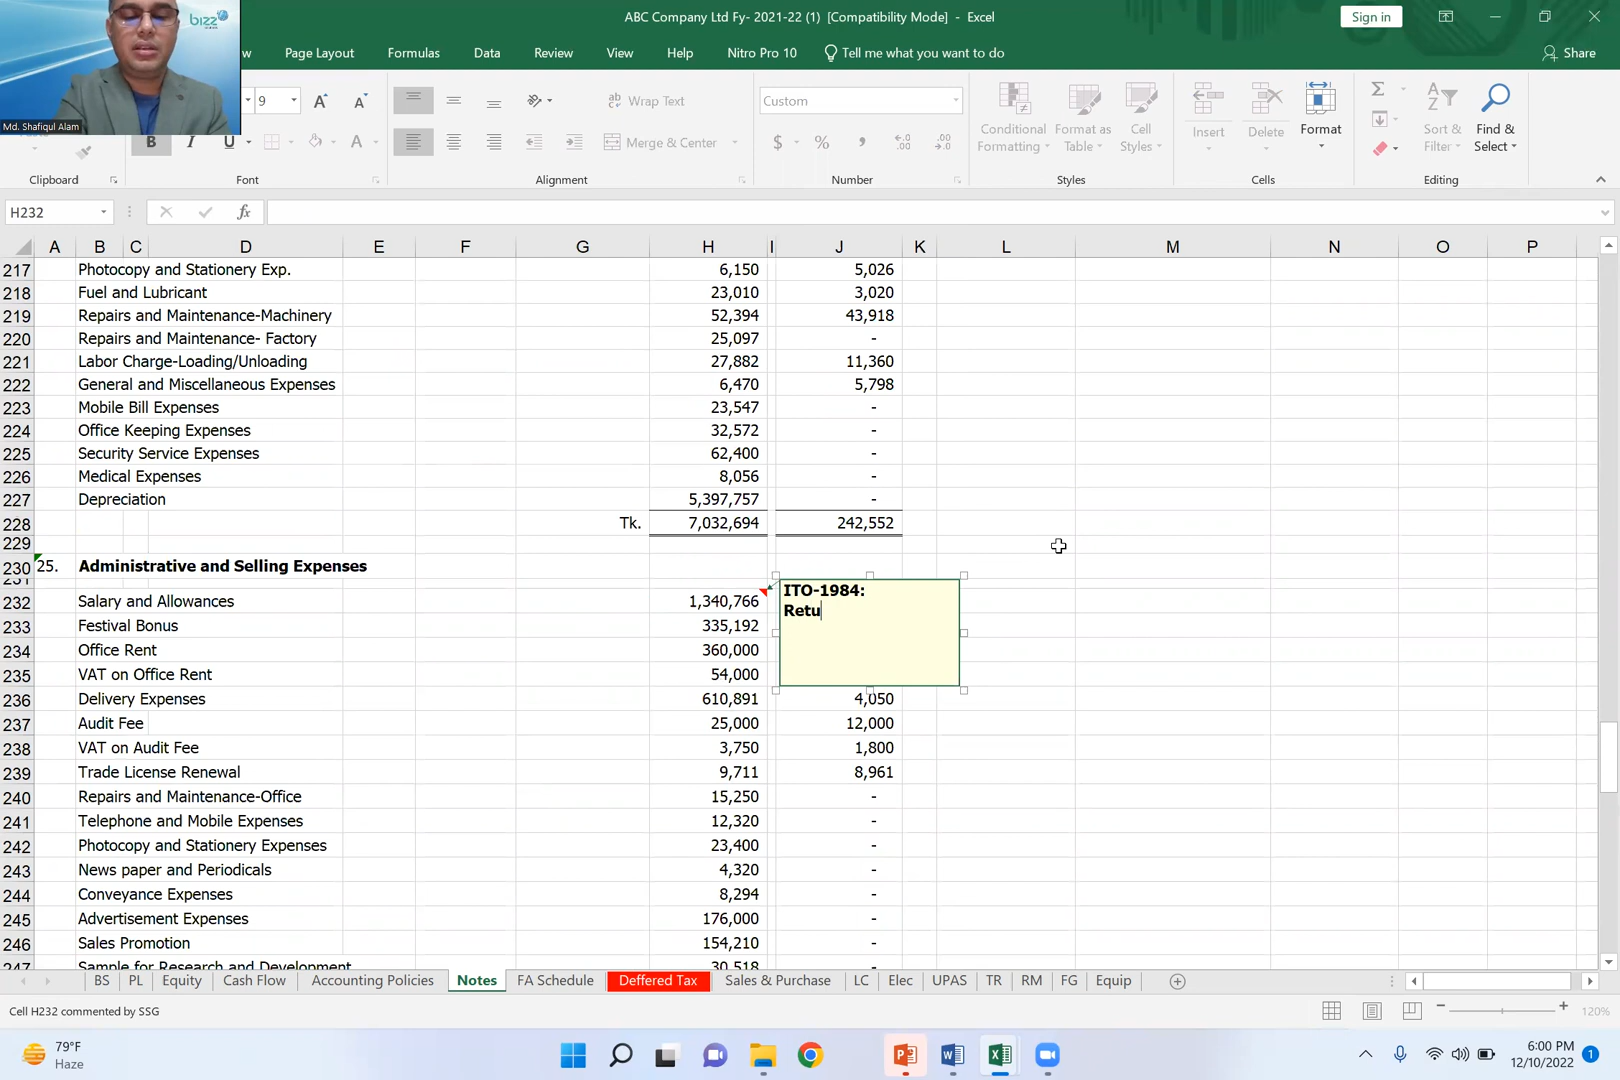 ABC Company Ltd Fy- 2021-22 (1) [Compatibility Mode] - Excel
Sign in
bizz
Md. Shafiqul Alam
w Page Layout Formulas Data Review View Help Nitro Pro 10 Tell me what you want to do Share
9 Wrap Text Custom
B I U A Merge & Center $ % Conditional Formatting Format as Table Cell Styles Insert Delete Format Sort & Filter Find & Select
Clipboard Font Alignment Number Styles Cells Editing
H232 fx
A B C D E F G H I J K L M N O P
217 Photocopy and Stationery Exp. 6,150 5,026
218 Fuel and Lubricant 23,010 3,020
219 Repairs and Maintenance-Machinery 52,394 43,918
220 Repairs and Maintenance- Factory 25,097 -
221 Labor Charge-Loading/Unloading 27,882 11,360
222 General and Miscellaneous Expenses 6,470 5,798
223 Mobile Bill Expenses 23,547 -
224 Office Keeping Expenses 32,572 -
225 Security Service Expenses 62,400 -
226 Medical Expenses 8,056 -
227 Depreciation 5,397,757 -
228 Tk. 7,032,694 242,552
229
230 25. Administrative and Selling Expenses
231
232 Salary and Allowances 1,340,766
ITO-1984:
Retu
233 Festival Bonus 335,192
234 Office Rent 360,000
235 VAT on Office Rent 54,000
236 Delivery Expenses 610,891 4,050
237 Audit Fee 25,000 12,000
238 VAT on Audit Fee 3,750 1,800
239 Trade License Renewal 9,711 8,961
240 Repairs and Maintenance-Office 15,250 -
241 Telephone and Mobile Expenses 12,320 -
242 Photocopy and Stationery Expenses 23,400 -
243 News paper and Periodicals 4,320 -
244 Conveyance Expenses 8,294 -
245 Advertisement Expenses 176,000 -
246 Sales Promotion 154,210 -
247 Sample for Research and Development 30,518 -
BS PL Equity Cash Flow Accounting Policies Notes FA Schedule Deffered Tax Sales & Purchase LC Elec UPAS TR RM FG Equip
Cell H232 commented by SSG 120%
79°F
Haze
6:00 PM
12/10/2022
1